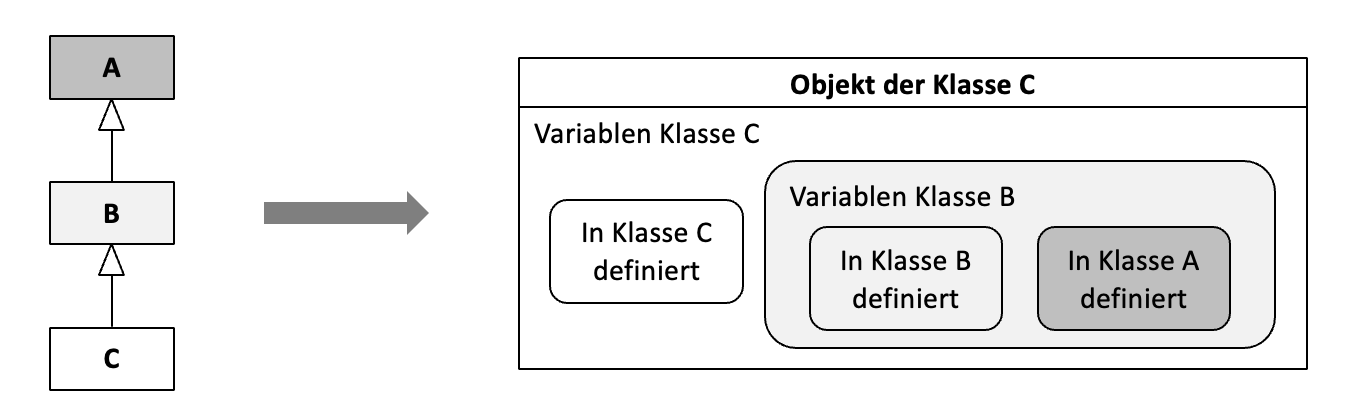 A
B
C
Objekt der Klasse C
Variablen Klasse C
In Klasse C
definiert
Variablen Klasse B
In Klasse B
definiert
In Klasse A
definiert